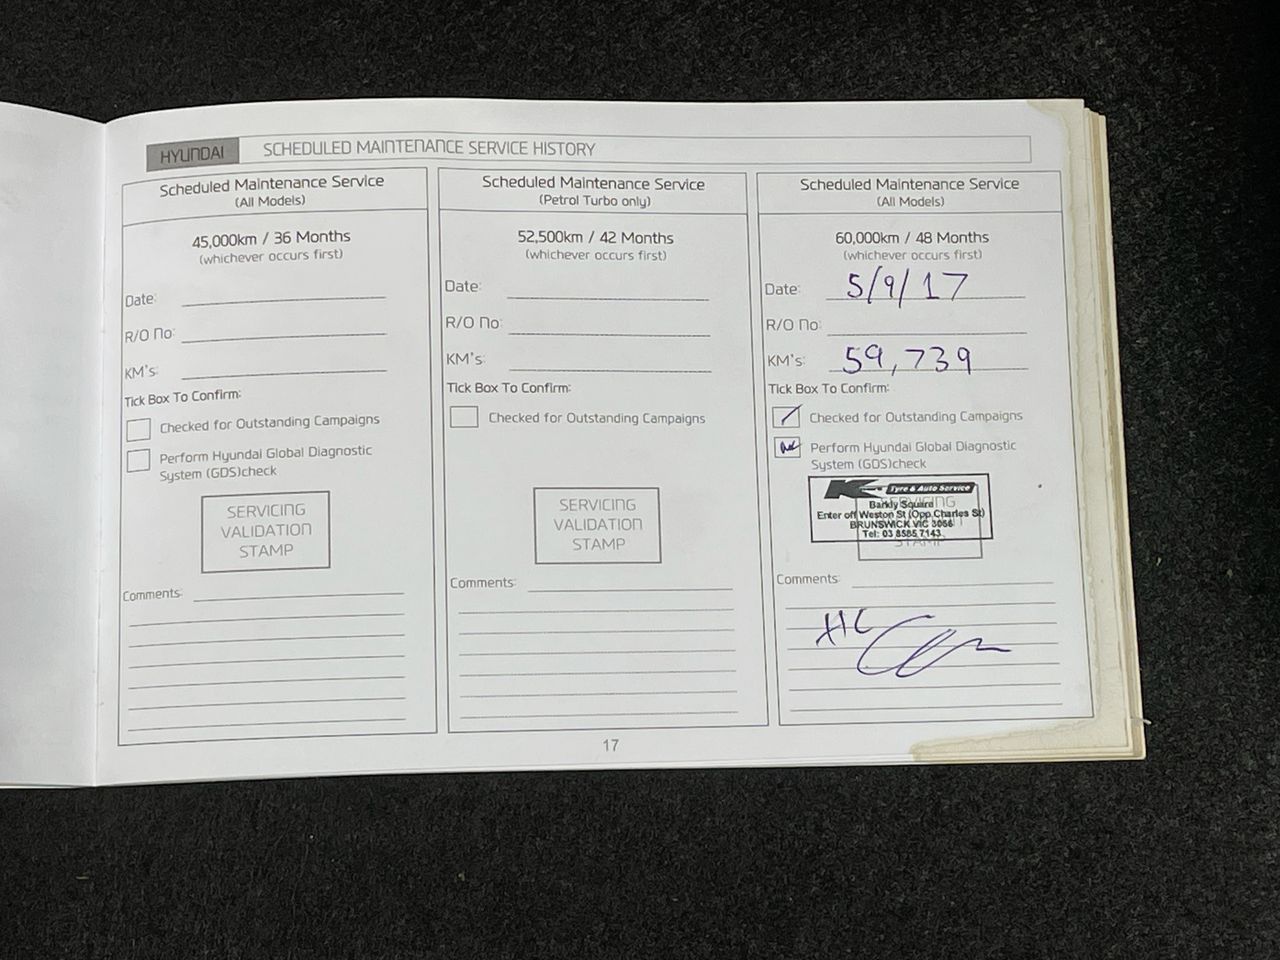 HYUNDAI SCHEDULED MAINTENANCE SERVICE HISTORY
Scheduled Maintenance Service
(All Models)
45,000km / 36 Months
(whichever occurs first)
Date:
R/O No:
KM's:
Tick Box To Confirm:
Checked for Outstanding Campaigns
Perform Hyundai Global Diagnostic
System (GDS)check
SERVICING
VALIDATION
STAMP
Comments:
Scheduled Maintenance Service
(Petrol Turbo only)
52,500km / 42 Months
(whichever occurs first)
Date:
R/O No:
KM's:
Tick Box To Confirm:
Checked for Outstanding Campaigns
SERVICING
VALIDATION
STAMP
Comments:
Scheduled Maintenance Service
(All Models)
60,000km / 48 Months
(whichever occurs first)
Date: 5/9/17
R/O No:
KM's: 59,739
Tick Box To Confirm:
Checked for Outstanding Campaigns
Perform Hyundai Global Diagnostic
System (GDS)check
K Tyre & Auto Service
SERVICING
Barkly Square
Enter off Weston St (Opp Charles St)
BRUNSWICK VIC 3056
Tel: 03 8585 7143
STAMP
Comments:
17